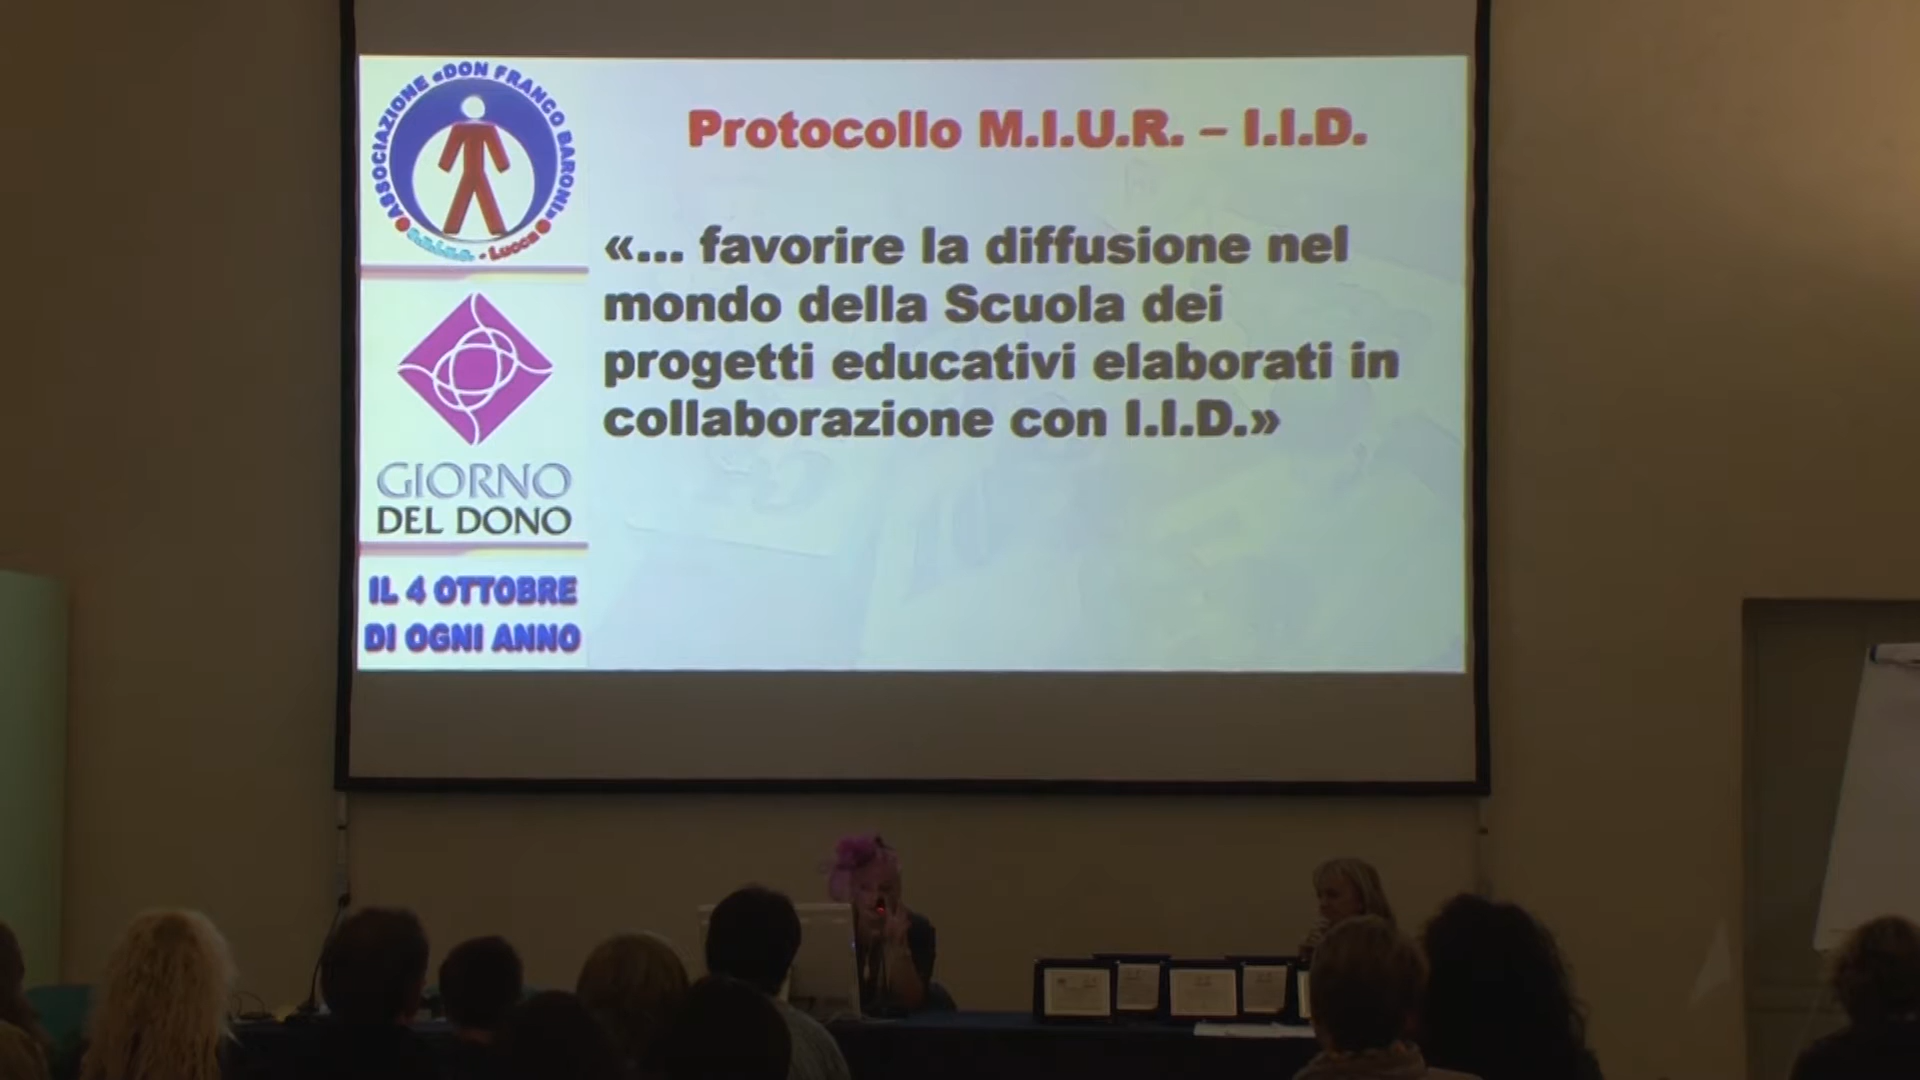 ASSOCIAZIONE «DON FRANCO BARONI»
O.N.L.U.S. - LUCCA
GIORNO
DEL DONO
IL 4 OTTOBRE
DI OGNI ANNO
Protocollo M.I.U.R. – I.I.D.
«... favorire la diffusione nel
mondo della Scuola dei
progetti educativi elaborati in
collaborazione con I.I.D.»